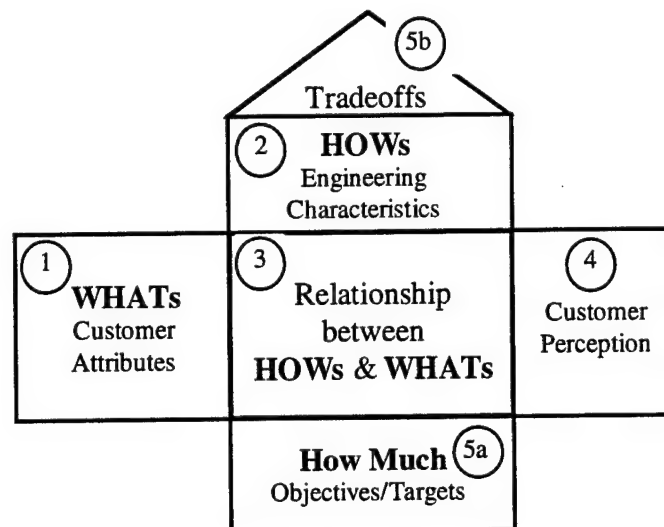 5b
Tradeoffs
2
HOWs
Engineering
Characteristics
1
WHATs
Customer
Attributes
3
Relationship
between
HOWs & WHATs
4
Customer
Perception
How Much
5a
Objectives/Targets